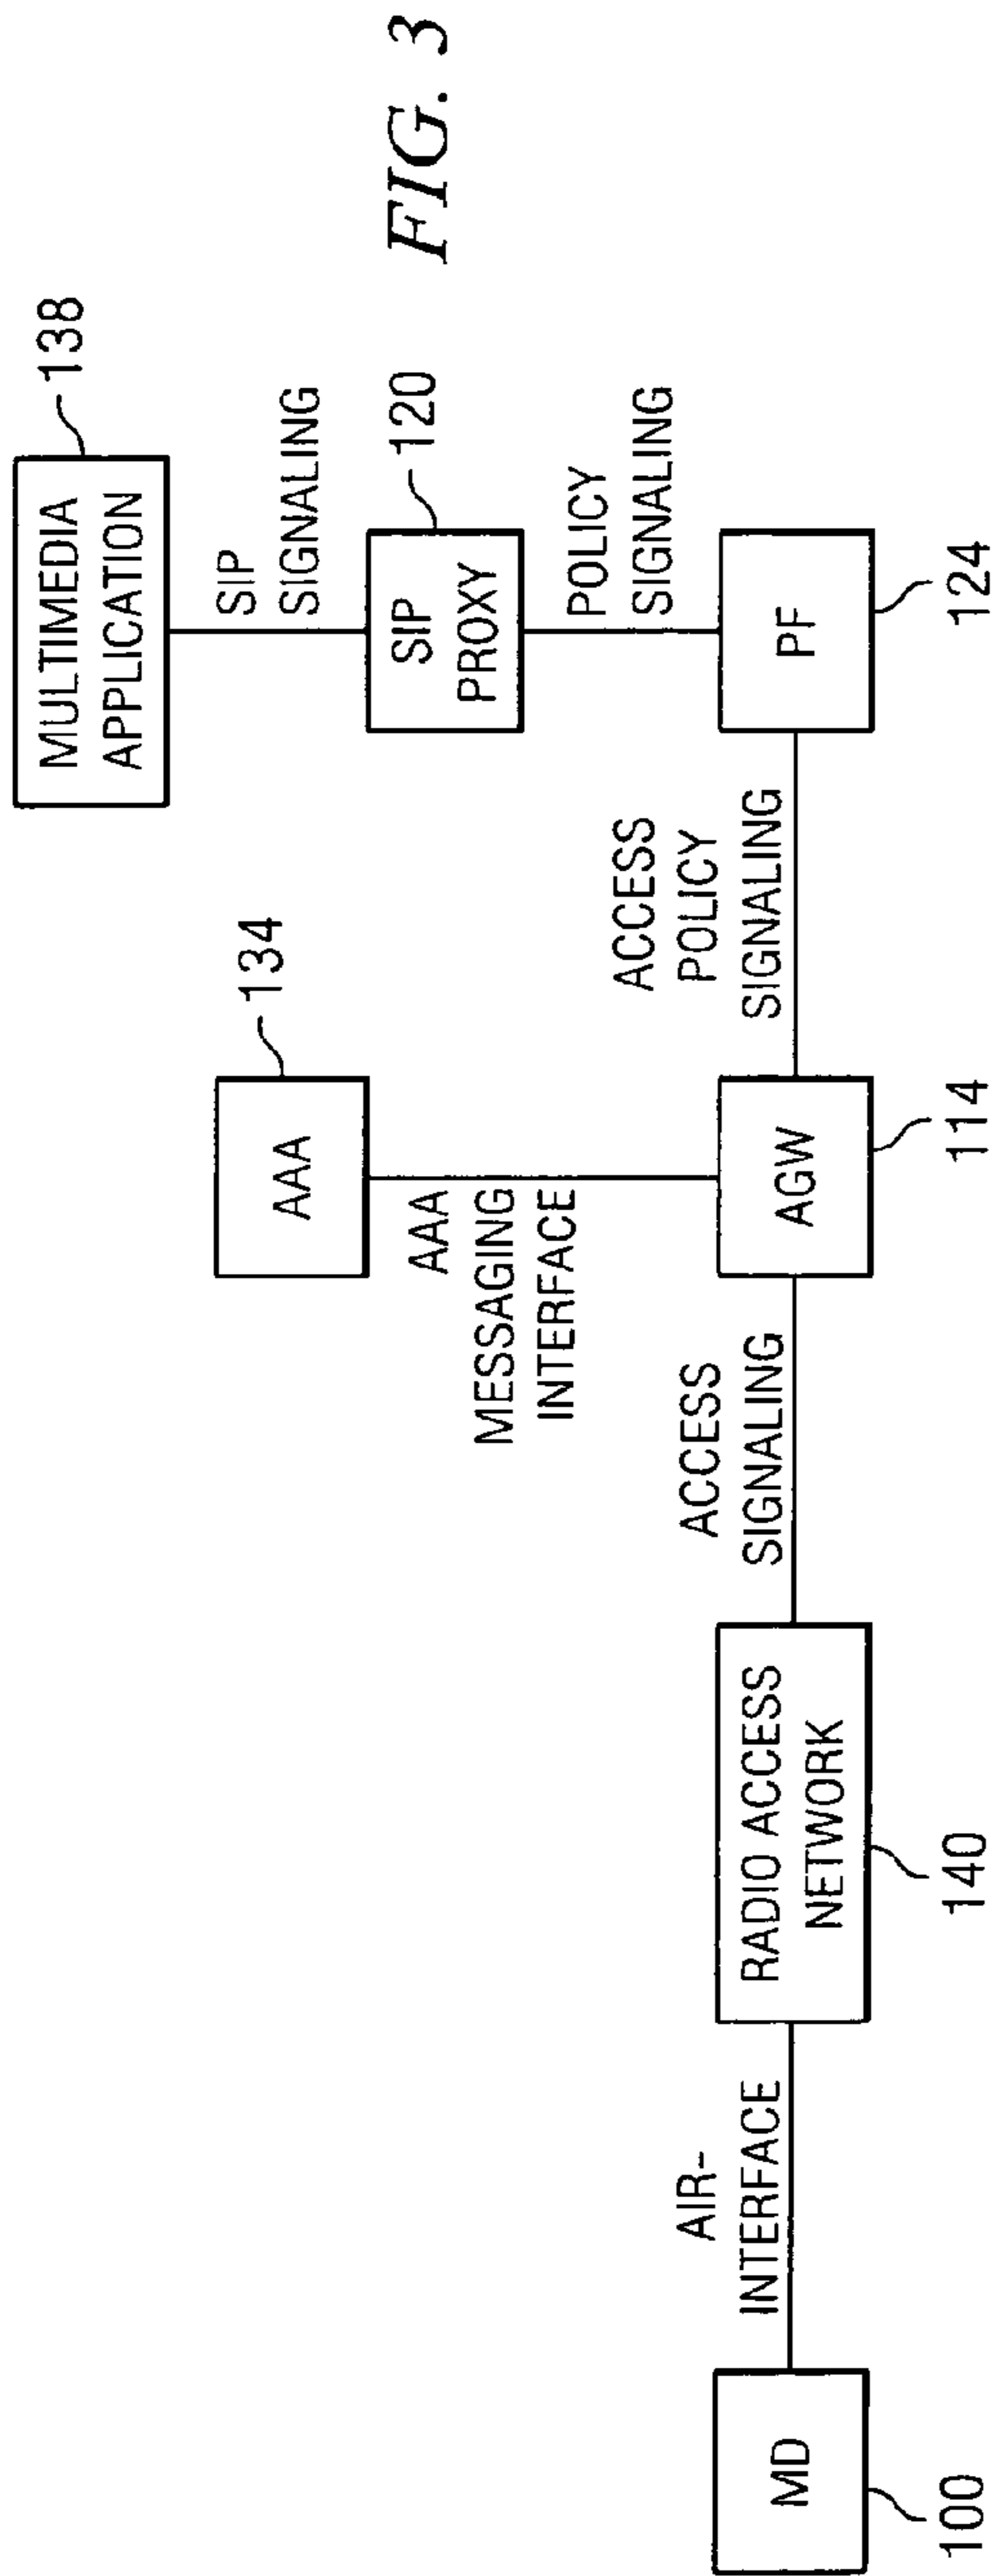 MULTIMEDIA
APPLICATION
138
SIP
SIGNALING
AAA
134
SIP
PROXY
120
FIG. 3
AAA
MESSAGING
INTERFACE
POLICY
SIGNALING
AIR-
INTERFACE
ACCESS
SIGNALING
ACCESS
POLICY
SIGNALING
MD
RADIO ACCESS
NETWORK
AGW
PF
100
140
114
124